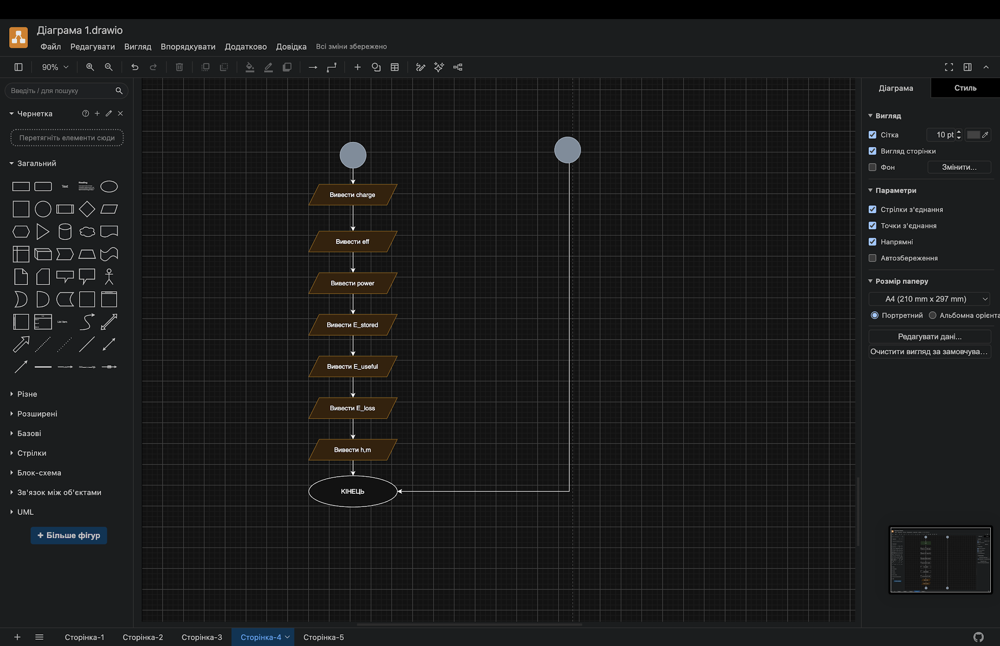 Діаграма 1.drawio
Файл Редагувати Вигляд Впорядкувати Додатково Довідка Всі зміни збережено
90%
Введіть / для пошуку
Чернетка
Перетягніть елементи сюди
Загальний
Text
Heading
List
List Item
Різне
Розширені
Базові
Стрілки
Блок-схема
Зв'язок між об'єктами
UML
+ Більше фігур
Вивести charge
Вивести eff
Вивести power
Вивести E_stored
Вивести E_useful
Вивести E_loss
Вивести h,m
КІНЕЦЬ
Діаграма Стиль
Вигляд
Сітка 10 pt
Вигляд сторінки
Фон Змінити...
Параметри
Стрілки з'єднання
Точки з'єднання
Напрямні
Автозбереження
Розмір паперу
A4 (210 mm x 297 mm)
Портретний Альбомна орієнта
Редагувати дані...
Очистити вигляд за замовчува...
Сторінка-1 Сторінка-2 Сторінка-3 Сторінка-4 Сторінка-5